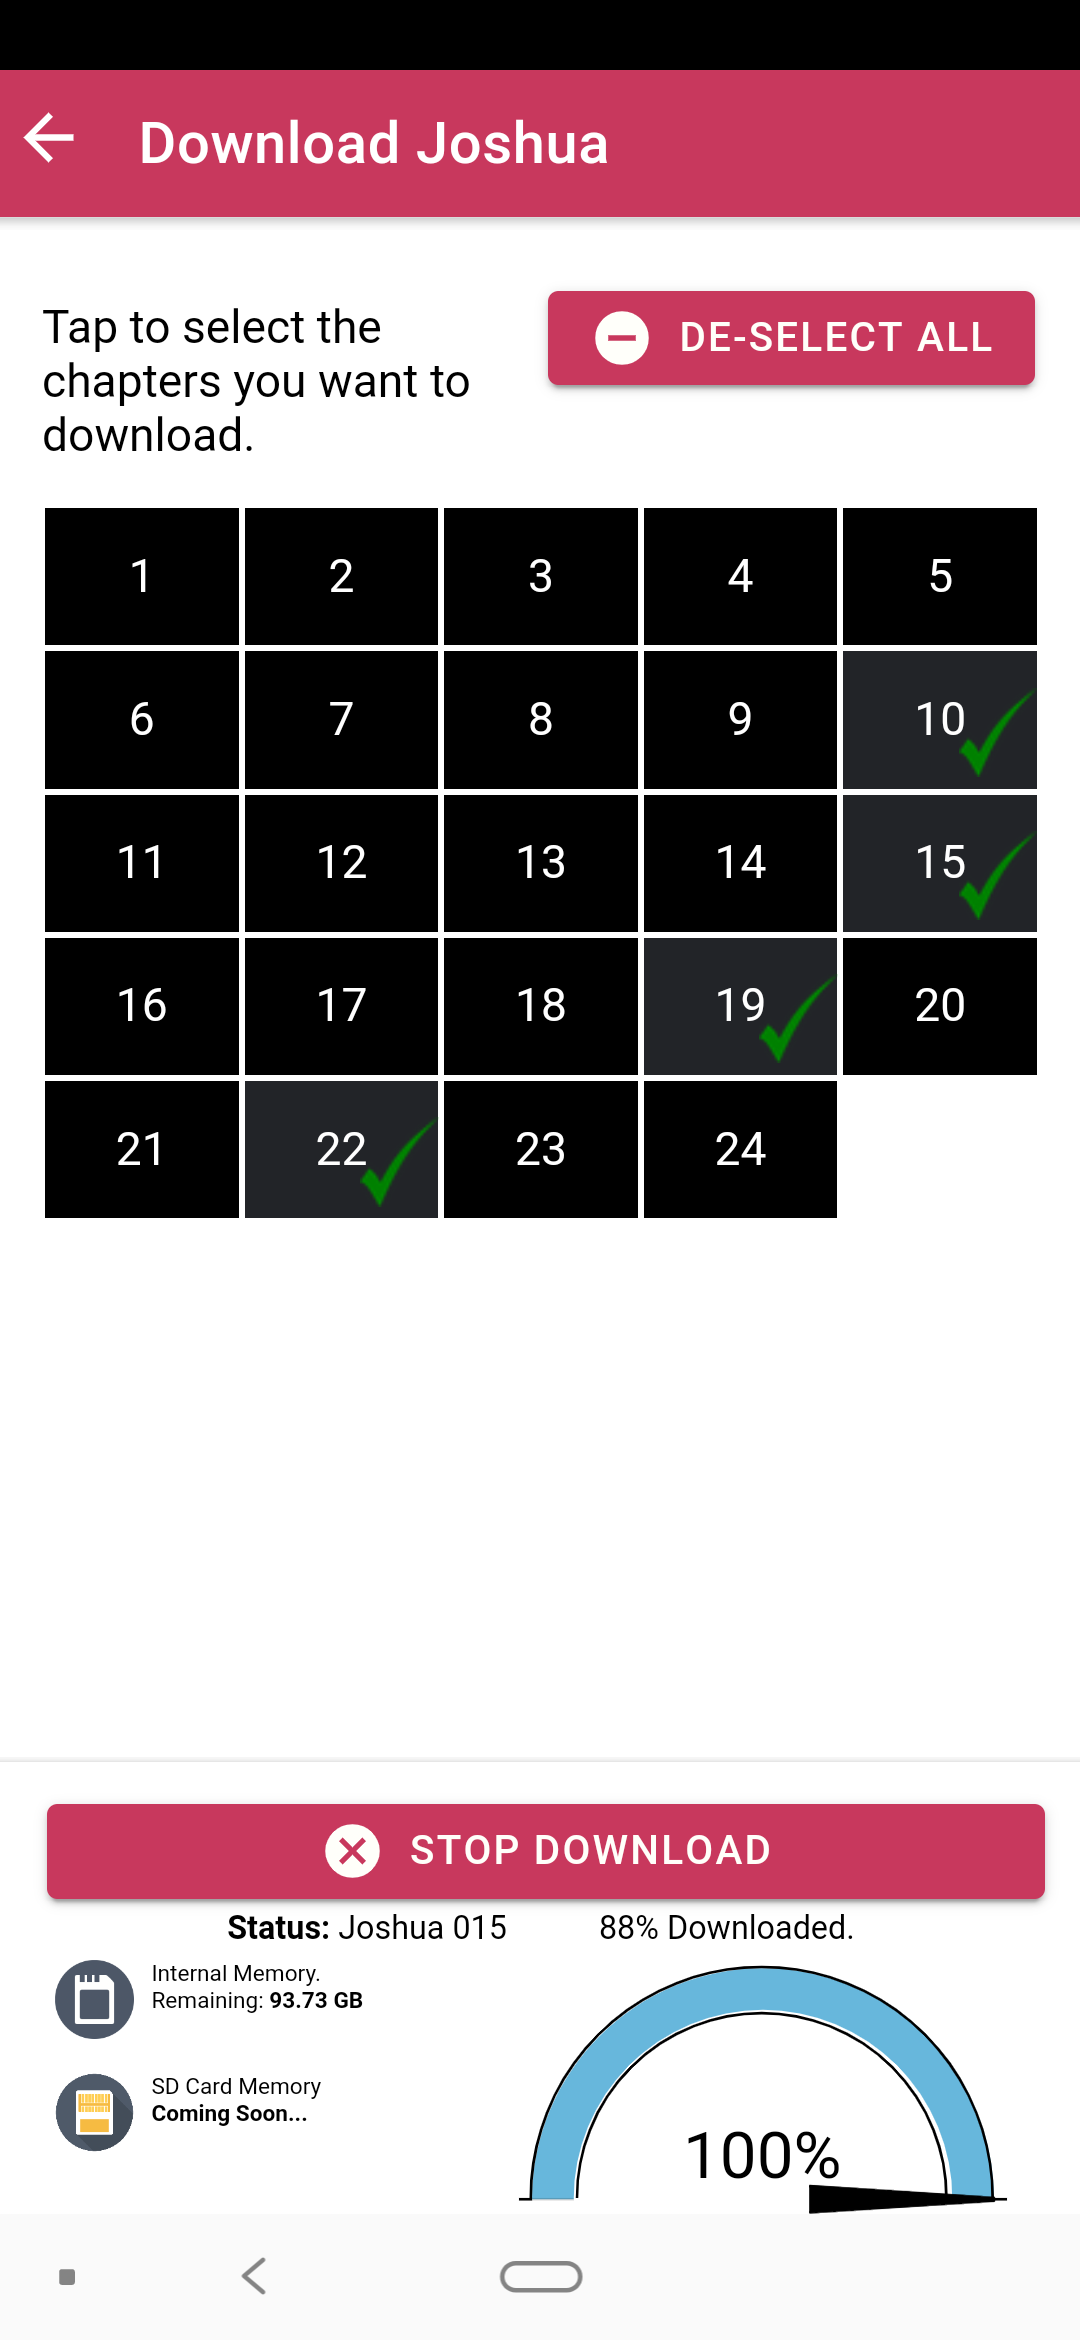 Download Joshua
Tap to select the
chapters you want to
download.
DE-SELECT ALL
1 2 3 4 5
6 7 8 9 10
11 12 13 14 15
16 17 18 19 20
21 22 23 24
STOP DOWNLOAD
Status: Joshua 015 88% Downloaded.
Internal Memory.
Remaining: 93.73 GB
SD Card Memory
Coming Soon...
100%